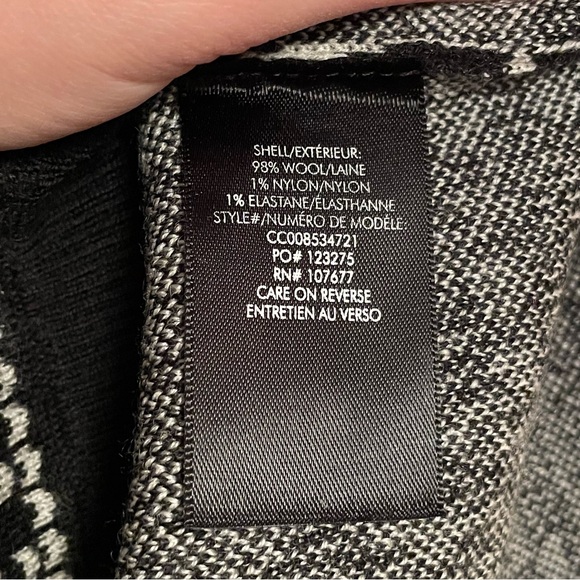 SHELL/EXTÉRIEUR:
98% WOOL/LAINE
1% NYLON/NYLON
1% ELASTANE/ÉLASTHANNE
STYLE#/NUMÉRO DE MODÈLE:
CC008534721
PO# 123275
RN# 107677
CARE ON REVERSE
ENTRETIEN AU VERSO